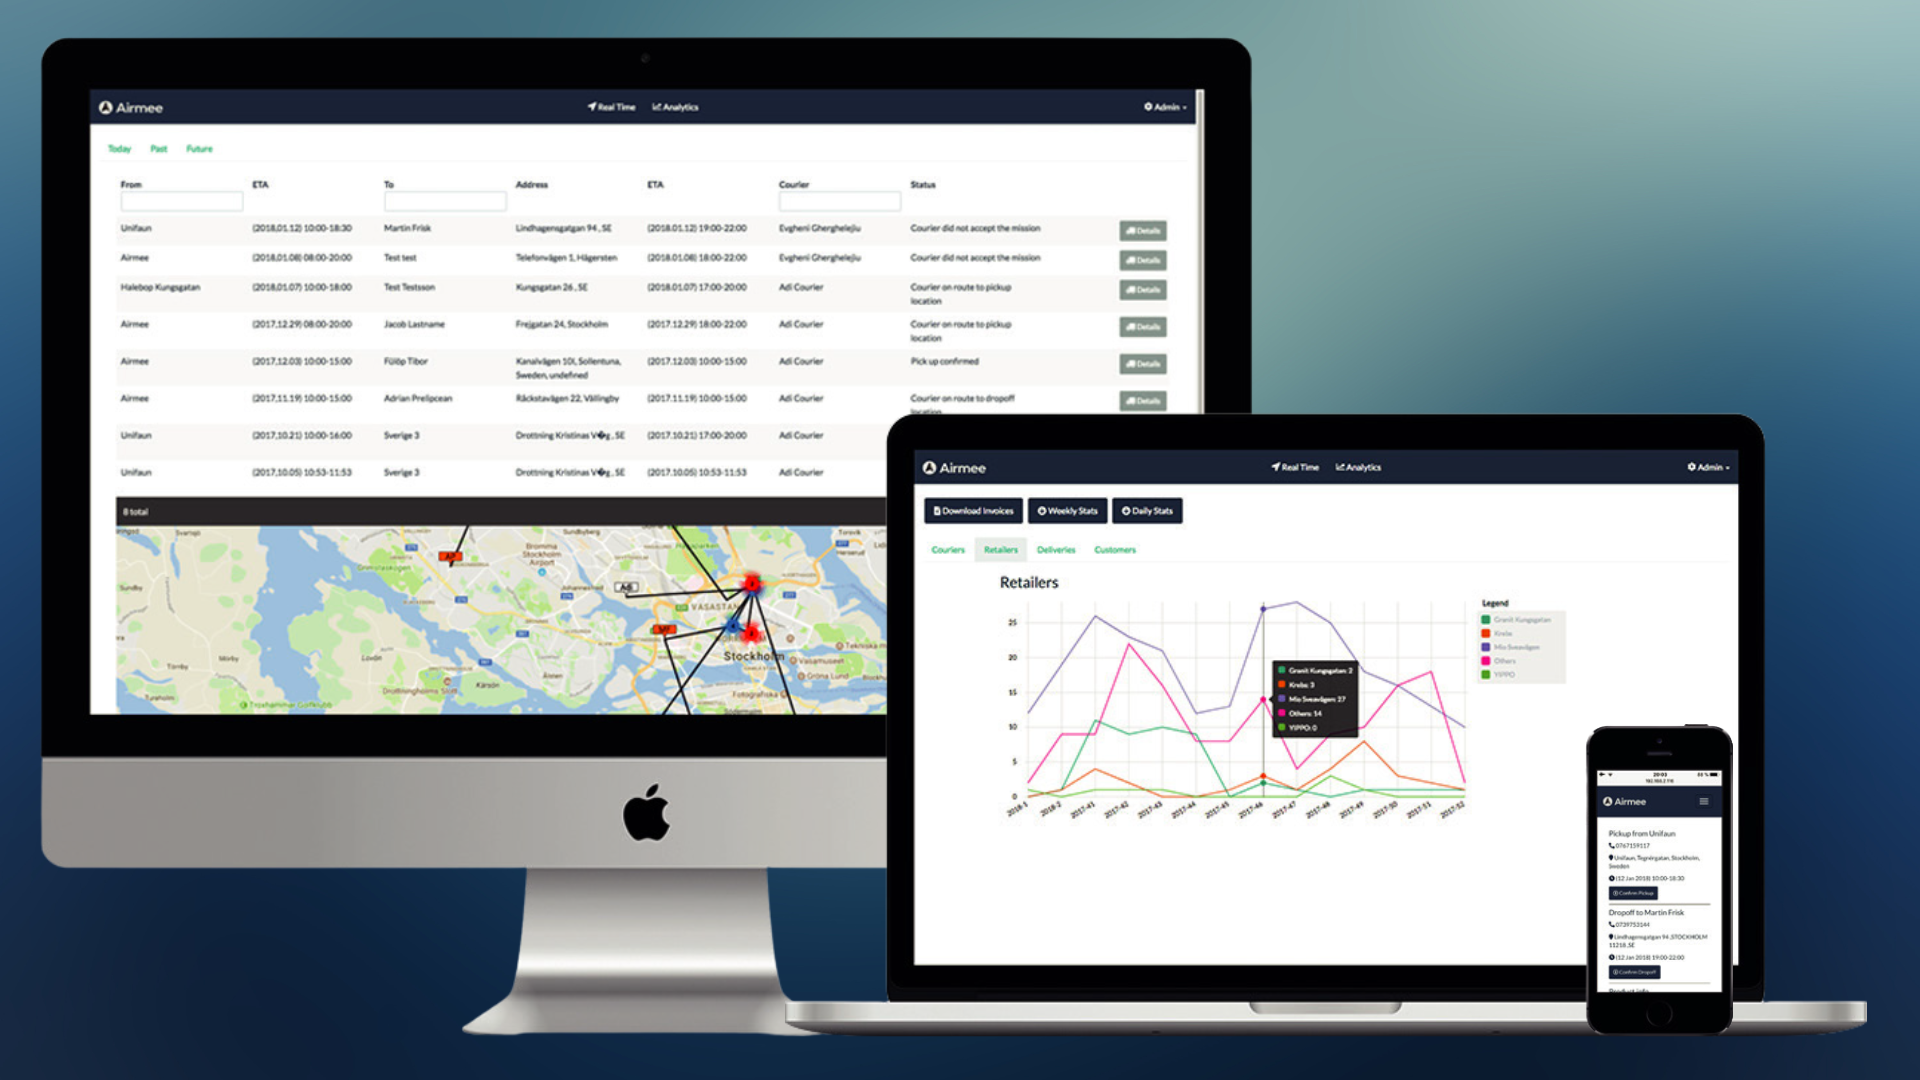 Airmee
Real Time Analytics
Admin
Today Past Future
From ETA To Address ETA Courier Status
Unifaun (2018.01.12) 10:00-18:30 Martin Frisk Lindhagensgatgan 94 , SE (2018.01.12) 19:00-22:00 Evgheni Gherghelejiu Courier did not accept the mission Details
Airmee (2018.01.08) 08:00-20:00 Test test Telefonvägen 1, Hägersten (2018.01.08) 18:00-22:00 Evgheni Gherghelejiu Courier did not accept the mission Details
Halebop Kungsgatan (2018.01.07) 10:00-18:00 Test Testsson Kungsgatan 26 , SE (2018.01.07) 17:00-20:00 Adi Courier Courier on route to pickup Details
location
Airmee (2017.12.29) 08:00-20:00 Jacob Lastname Frejgatan 24, Stockholm (2017.12.29) 18:00-22:00 Adi Courier Courier on route to pickup Details
location
Airmee (2017.12.03) 10:00-15:00 Fülöp Tibor Kanalvägen 10I, Sollentuna, (2017.12.03) 10:00-15:00 Adi Courier Pick up confirmed Details
Sweden, undefined
Airmee (2017.11.19) 10:00-15:00 Adrian Prelipcean Räckstavägen 22, Vällingby (2017.11.19) 10:00-15:00 Adi Courier Courier on route to dropoff Details
location
Unifaun (2017.10.21) 10:00-16:00 Sverige 3 Drottning Kristinas V�g , SE (2017.10.21) 17:00-20:00 Adi Courier
Unifaun (2017.10.05) 10:53-11:53 Sverige 3 Drottning Kristinas V�g , SE (2017.10.05) 10:53-11:53 Adi Courier
8 total
Sundbyberg
Bromma
Stockholm
Airport
AP
AG
VASASTAN
MF
Stockholm
Tekniska m
Vasamuseet
Gröna Lund
Fotografiska
Södermalm
Sundby
Tornby
Mörby
Lovön
Drottningholms Slott
Kärsön
Ålsten
Troxhammar Golfklubb
Airmee
Real Time Analytics
Admin
Download Invoices Weekly Stats Daily Stats
Couriers Retailers Deliveries Customers
Retailers
25
20
15
10
5
0
2018-1 2018-2 2017-41 2017-42 2017-43 2017-44 2017-45 2017-46 2017-47 2017-48 2017-49 2017-50 2017-51 2017-52
Granit Kungsgatan: 2
Krebs: 3
Mio Sveavägen: 27
Others: 14
YIPPO: 0
Legend
Granit Kungsgatan
Krebs
Mio Sveavägen
Others
YIPPO
20:03
Airmee
Pickup from Unifaun
0767159117
Unifaun, Tegnérgatan, Stockholm,
Sweden
(12 Jan 2018) 10:00-18:30
Confirm Pickup
Dropoff to Martin Frisk
0739753144
Lindhagensgatgan 94 ,STOCKHOLM
11218 ,SE
(12 Jan 2018) 19:00-22:00
Confirm Dropoff
Product info